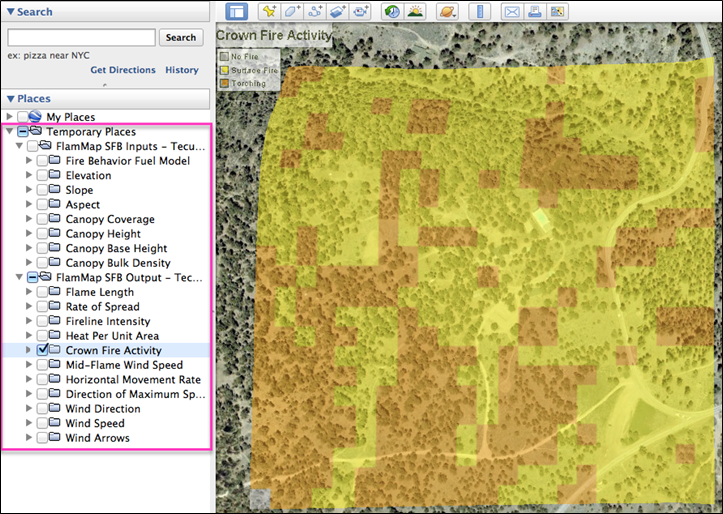 Search
Search
ex: pizza near NYC
Get Directions History
Places
My Places
Temporary Places
FlamMap SFB Inputs - Tecu...
Fire Behavior Fuel Model
Elevation
Slope
Aspect
Canopy Coverage
Canopy Height
Canopy Base Height
Canopy Bulk Density
FlamMap SFB Output - Tec...
Flame Length
Rate of Spread
Fireline Intensity
Heat Per Unit Area
Crown Fire Activity
Mid-Flame Wind Speed
Horizontal Movement Rate
Direction of Maximum Sp...
Wind Direction
Wind Speed
Wind Arrows
Crown Fire Activity
No Fire
Surface Fire
Torching